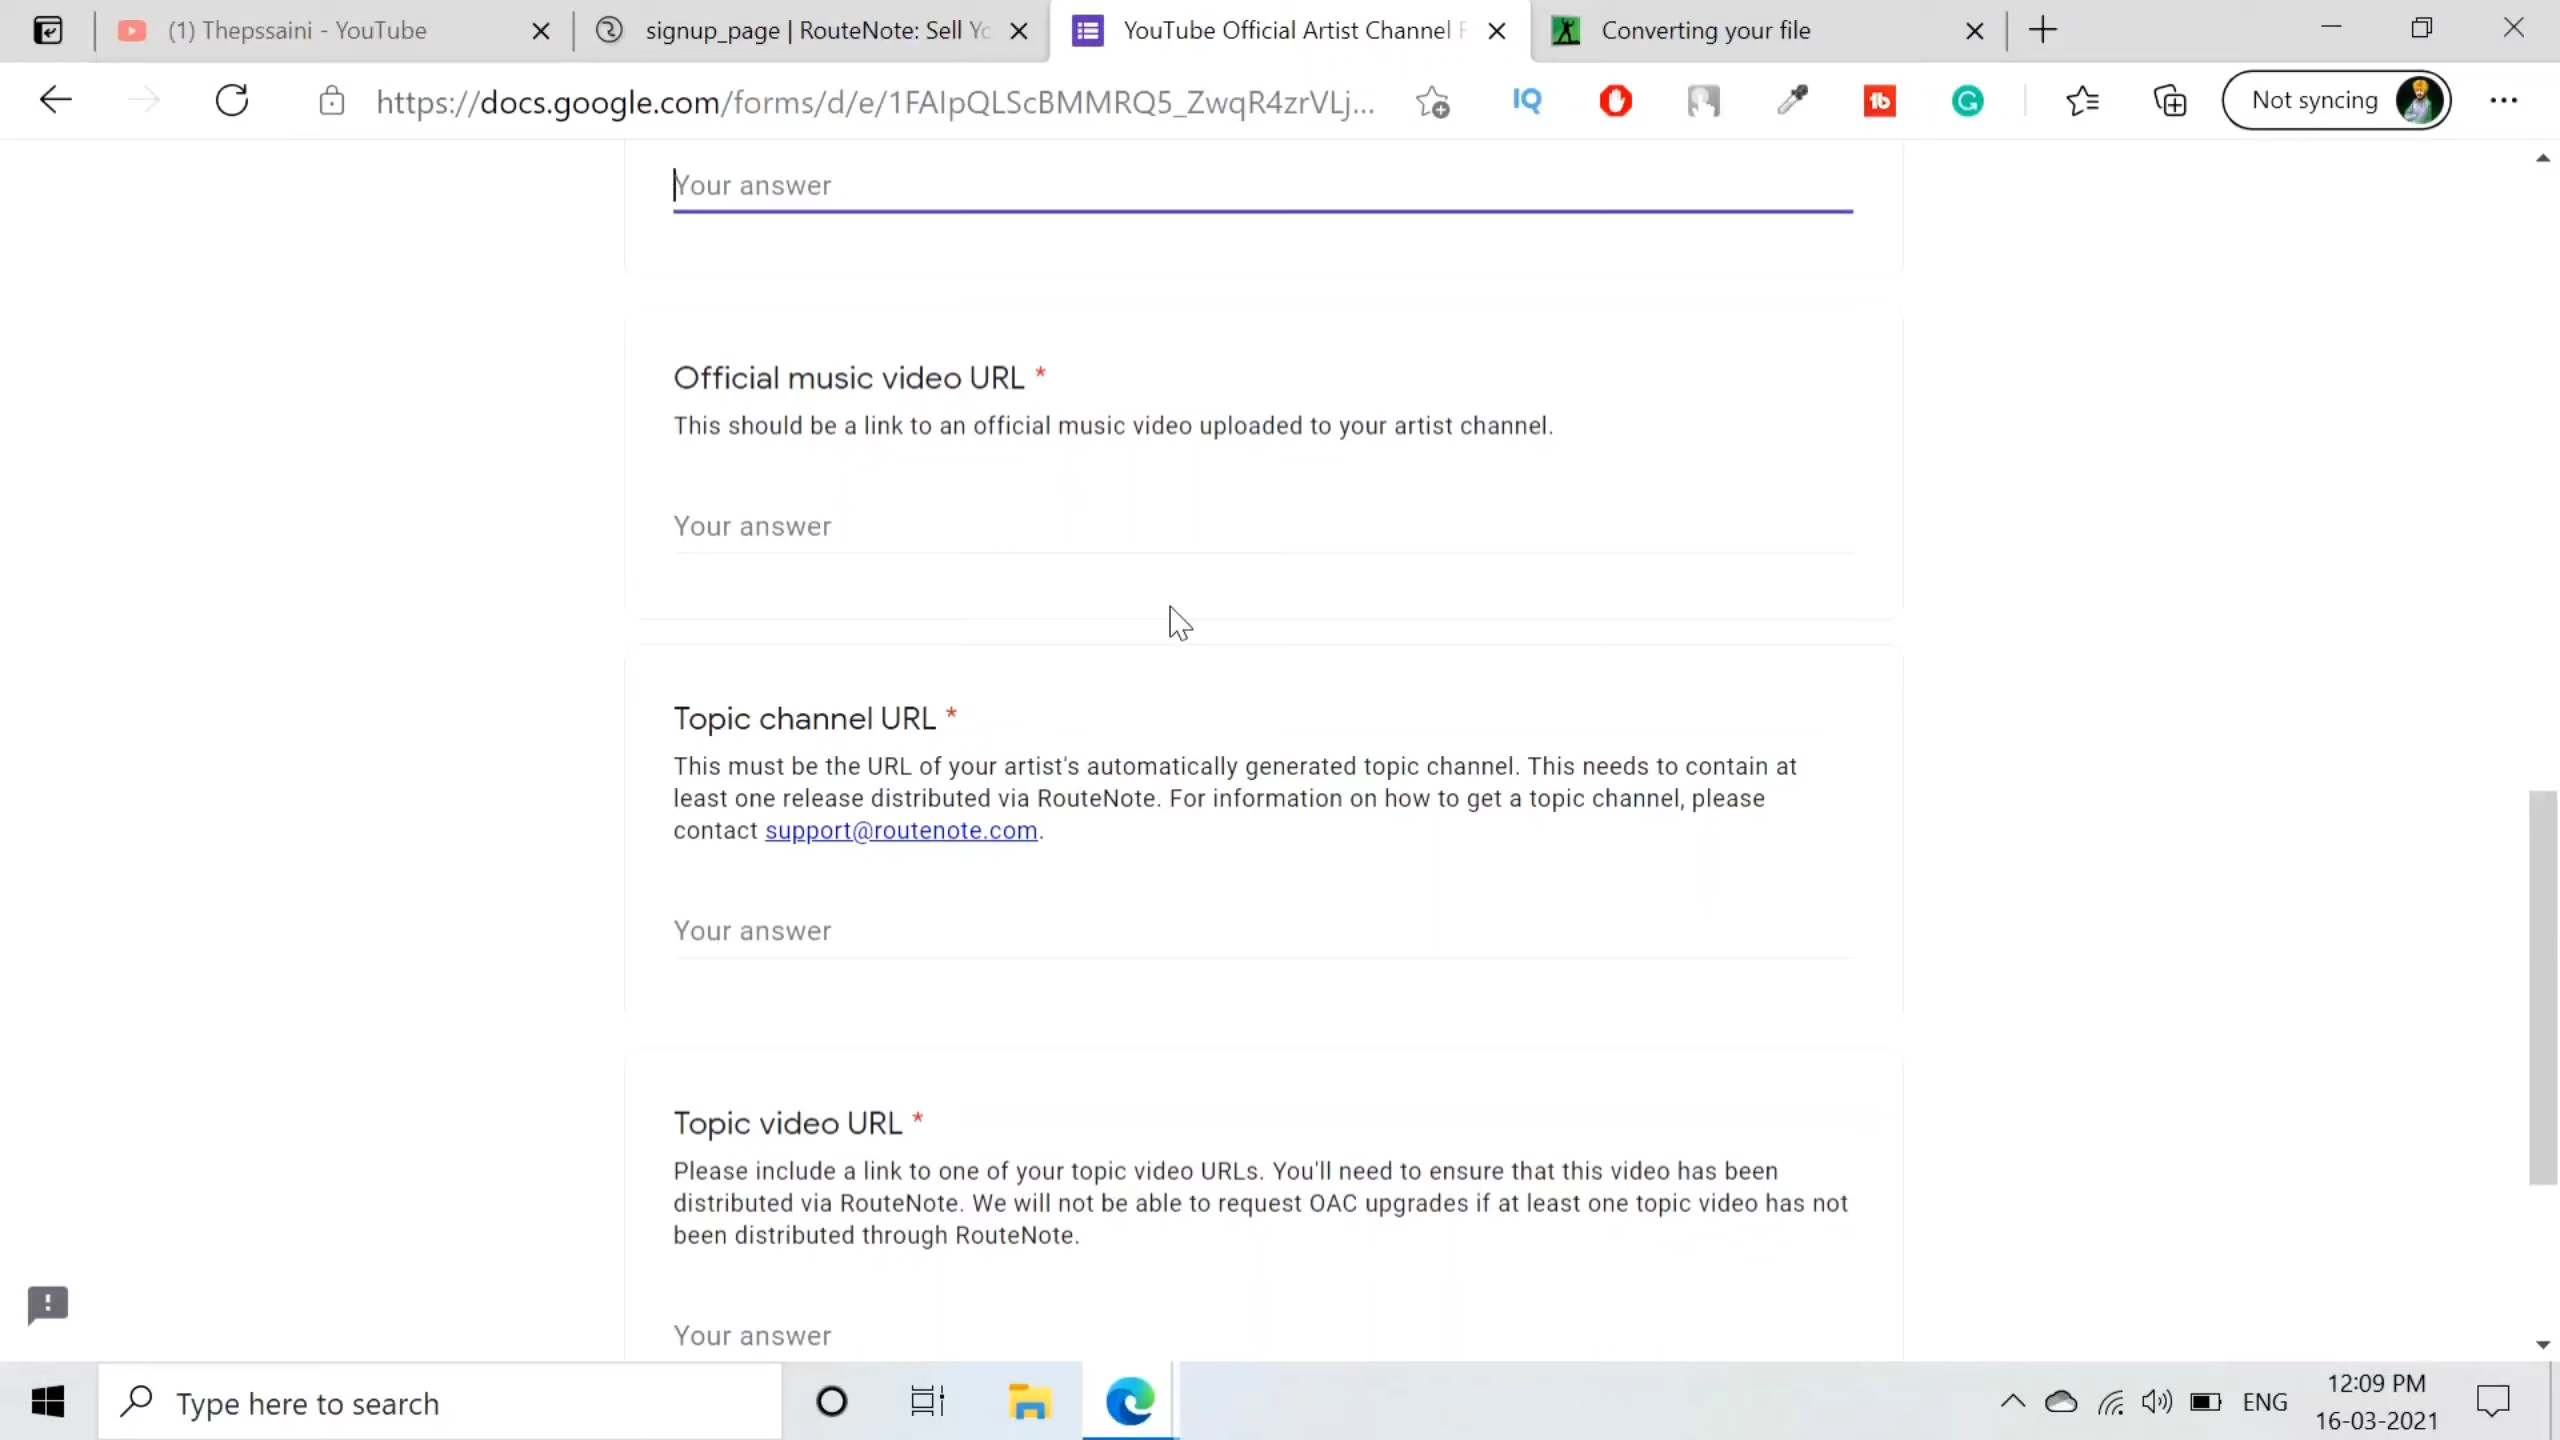 (1) Thepssaini - YouTube
signup_page | RouteNote: Sell Yo
YouTube Official Artist Channel R
Converting your file
https://docs.google.com/forms/d/e/1FAIpQLScBMMRQ5_ZwqR4zrVLj...
IQ
tb
G
Not syncing
Your answer
Official music video URL *
This should be a link to an official music video uploaded to your artist channel.
Your answer
Topic channel URL *
This must be the URL of your artist's automatically generated topic channel. This needs to contain at
least one release distributed via RouteNote. For information on how to get a topic channel, please
contact support@routenote.com.
Your answer
Topic video URL *
Please include a link to one of your topic video URLs. You'll need to ensure that this video has been
distributed via RouteNote. We will not be able to request OAC upgrades if at least one topic video has not
been distributed through RouteNote.
Your answer
Type here to search
ENG
12:09 PM
16-03-2021